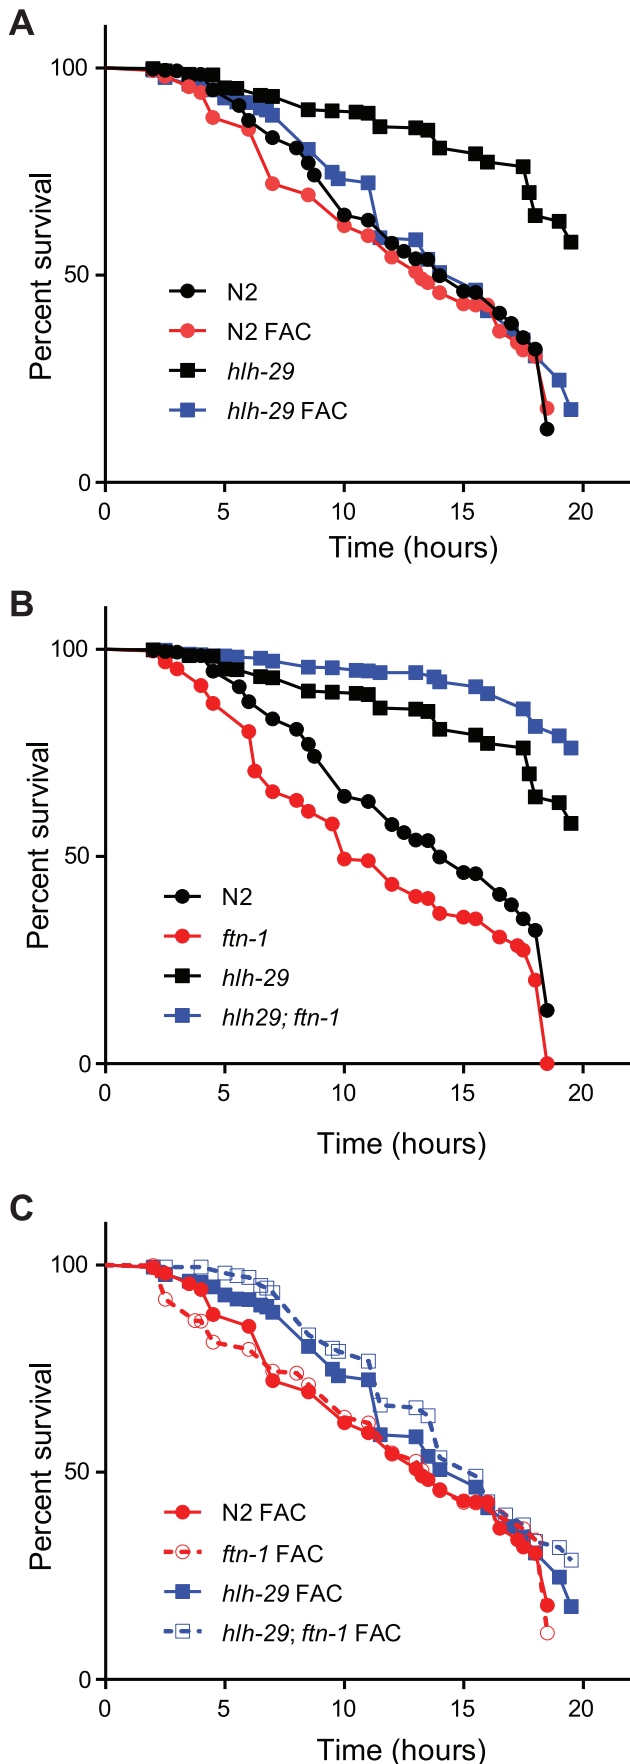 A
100
50
0
Percent survival
N2
N2 FAC
hlh-29
hlh-29 FAC
0 5 10 15 20
Time (hours)
B
100
50
0
Percent survival
N2
ftn-1
hlh-29
hlh29; ftn-1
0 5 10 15 20
Time (hours)
C
100
50
0
Percent survival
N2 FAC
ftn-1 FAC
hlh-29 FAC
hlh-29; ftn-1 FAC
0 5 10 15 20
Time (hours)